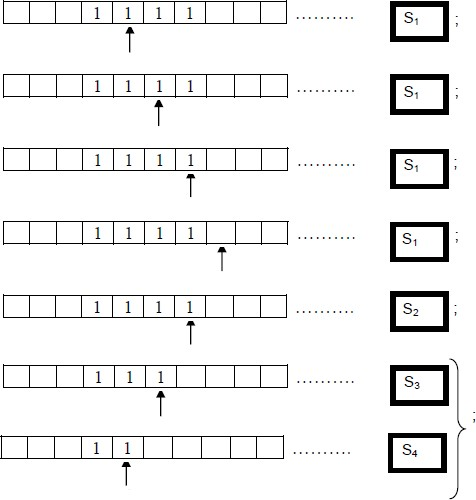 1 1 1 1 .......... S₁ ;
1 1 1 1 .......... S₁ ;
1 1 1 1 .......... S₁ ;
1 1 1 1 .......... S₁ ;
1 1 1 1 .......... S₂ ;
1 1 1 .......... S₃
;
1 1 .......... S₄